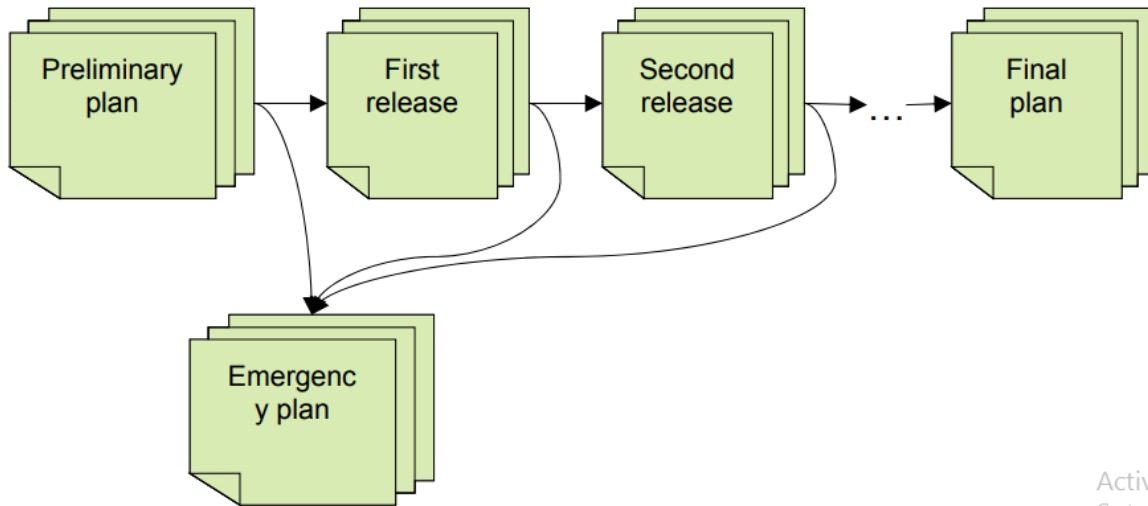 Preliminary
plan
First
release
Second
release
...
Final
plan
Emergenc
y plan
Activ